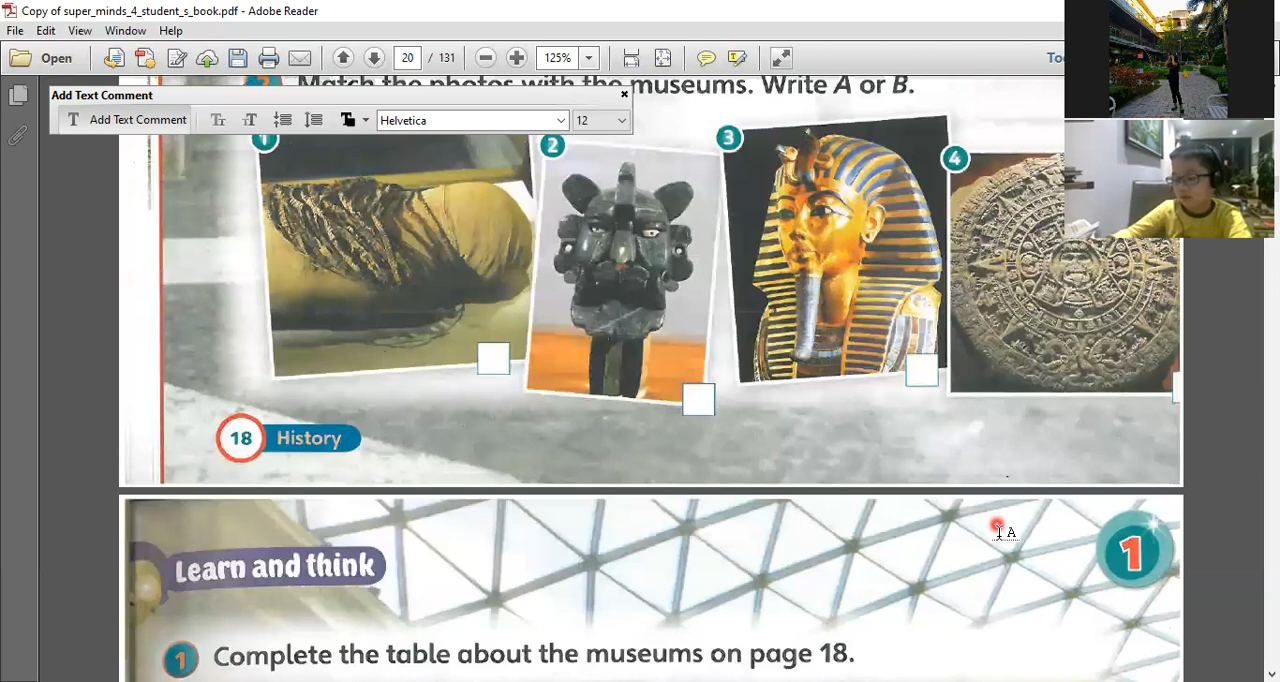 Copy of super_minds_4_student_s_book.pdf - Adobe Reader
File Edit View Window Help
Open 20 / 131 125%
Match the photos with the museums. Write A or B.
Add Text Comment
Add Text Comment Helvetica 12
1
2
3
4
18 History
A
Learn and think
1
1 Complete the table about the museums on page 18.